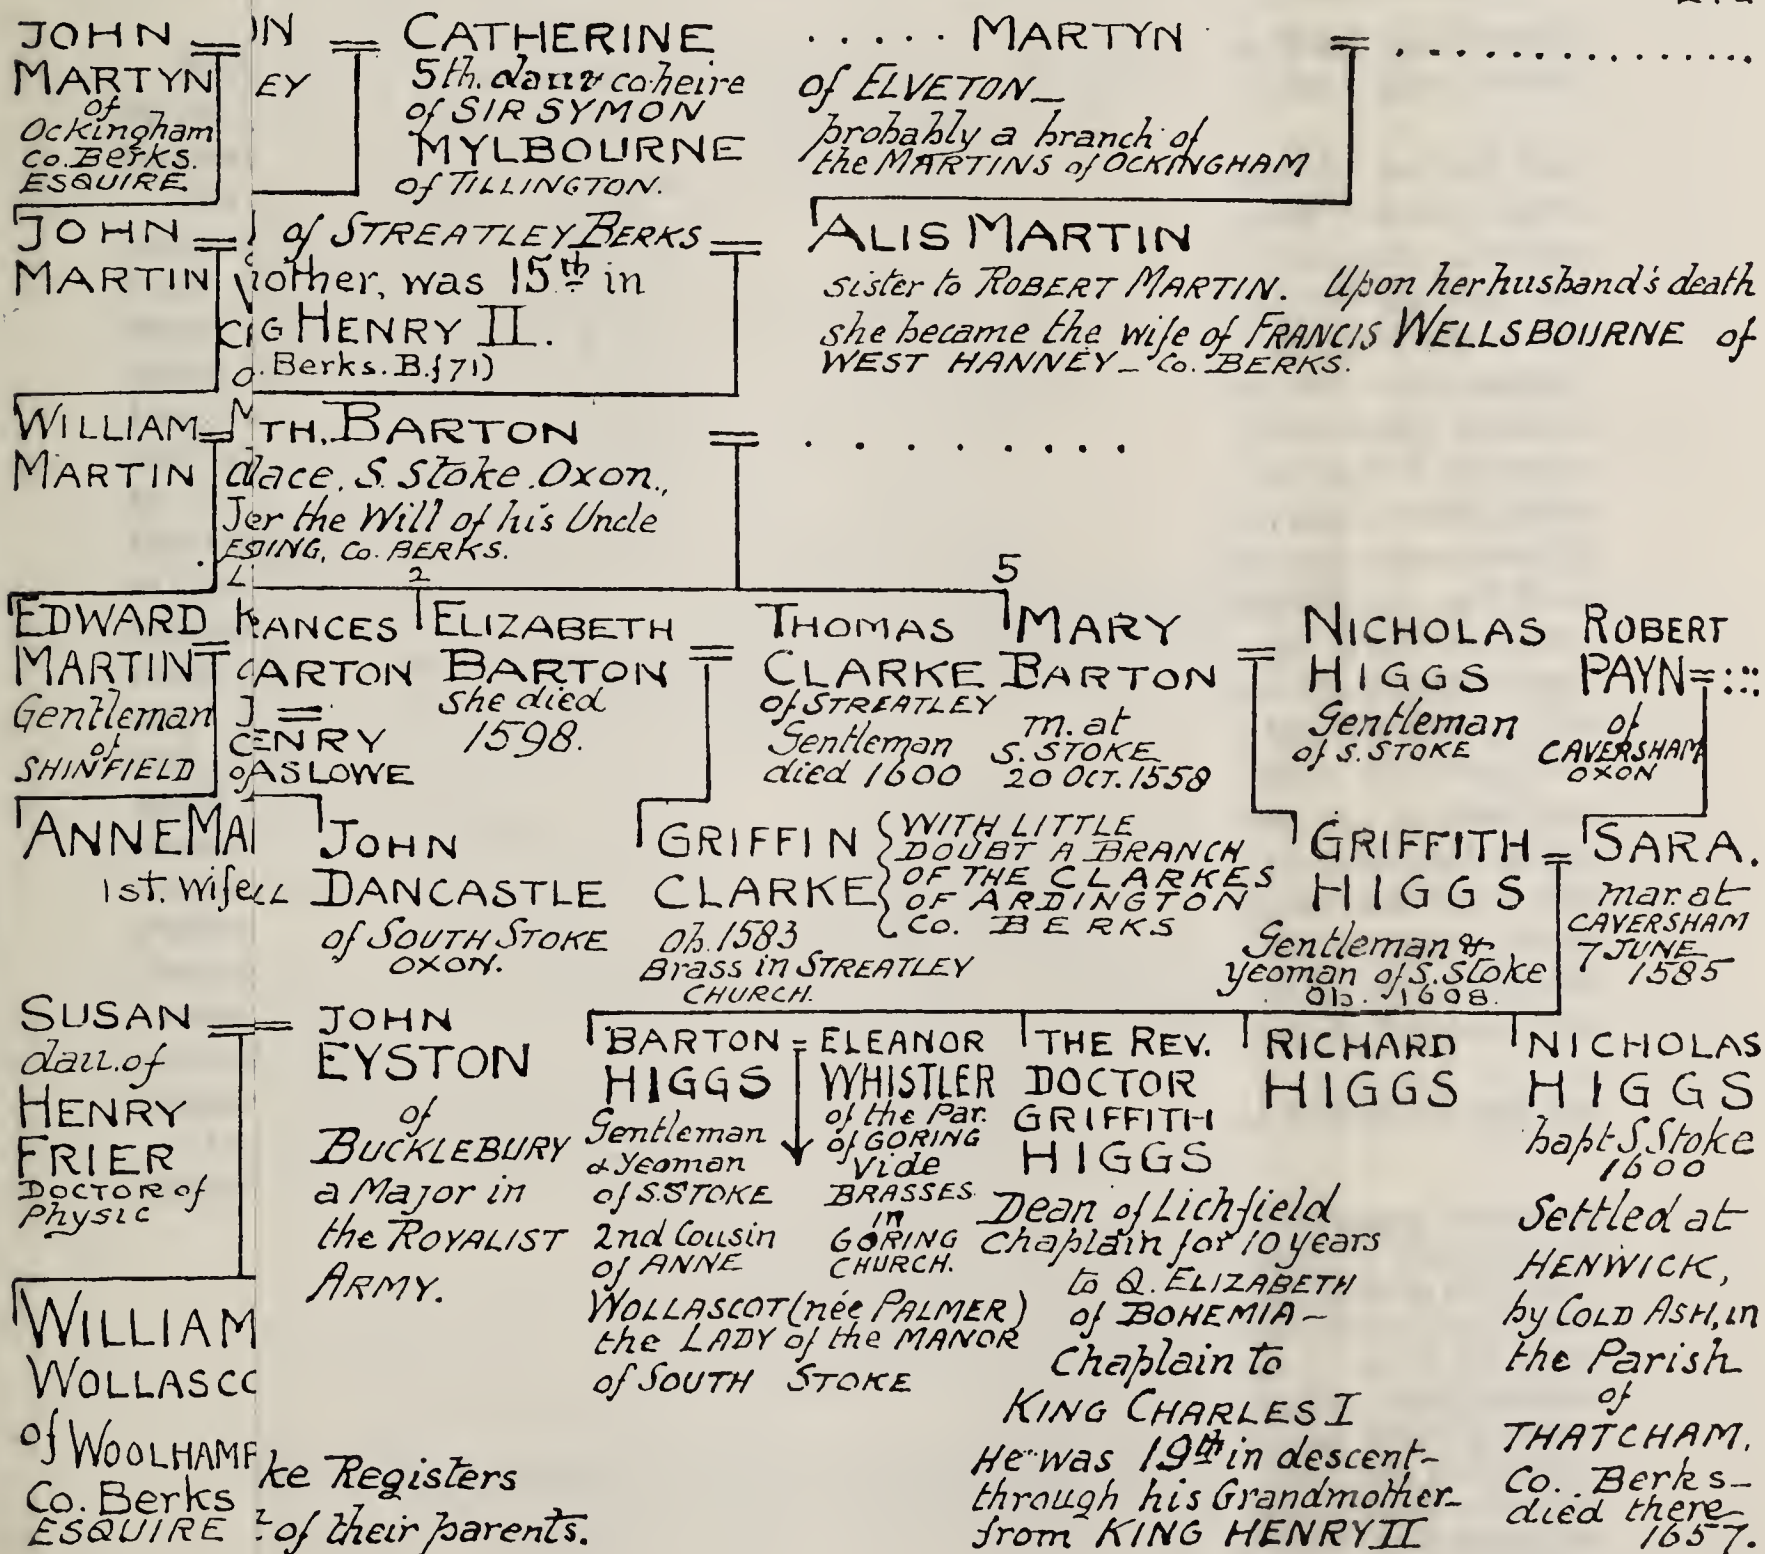 JOHN
MARTYN
of
Ockingham
Co. Berks.
ESQUIRE
JOHN
MARTIN
WILLIAM
MARTIN
EDWARD
MARTIN
Gentleman
of
SHINFIELD
ANNE
1st. Wife
SUSAN
dau. of
HENRY
FRIER
DOCTOR of
Physic
WILLIAM
of
Co. Berks
ESQUIRE
CATHERINE
5th. dau & coheire
of SIR SYMON
MYLBOURNE
of TILLINGTON.
..... MARTYN
of ELVETON —
probably a branch of
the MARTINS of OCKINGHAM
of STREATLEY BERKS
was 15th in
HENRY II.
Berks. B. {71)
ALIS MARTIN
sister to ROBERT MARTIN. Upon her husband's death
she became the wife of FRANCIS WELLSBOURNE of
WEST HANNEY — Co. BERKS.
BARTON
S. Stoke. Oxon.,
the Will of his Uncle
Co. BERKS.
2
5
ELIZABETH
BARTON
she died
1598.
THOMAS
CLARKE
of STREATLEY
Gentleman
died 1600
MARY
BARTON
m. at
S. STOKE
20 Oct. 1558
NICHOLAS
HIGGS
Gentleman
of S. STOKE
ROBERT
PAYN
of
CAVERSHAM
OXON
JOHN
DANCASTLE
of SOUTH STOKE
OXON.
GRIFFIN
CLARKE
Ob. 1583
Brass in STREATLEY
CHURCH.
WITH LITTLE
DOUBT A BRANCH
OF THE CLARKES
OF ARDINGTON
CO. BERKS
GRIFFITH
HIGGS
Gentleman &
Yeoman of S. Stoke
Ob. 1608.
SARA.
mar. at
CAVERSHAM
7 JUNE
1585
JOHN
EYSTON
of
BUCKLEBURY
a Major in
the ROYALIST
ARMY.
BARTON
HIGGS
Gentleman
& Yeoman
of S. STOKE
2nd Cousin
of ANNE
WOLLASCOT (née PALMER)
the LADY of the MANOR
of SOUTH STOKE
ELEANOR
WHISTLER
of the Par.
of GORING
Vide
BRASSES
in
GORING
CHURCH.
THE REV.
DOCTOR
GRIFFITH
HIGGS
Dean of Lichfield
Chaplain for 10 years
to Q. ELIZABETH
of BOHEMIA —
Chaplain to
KING CHARLES I
He was 19th in descent-
through his Grandmother-
from KING HENRY II
RICHARD
HIGGS
NICHOLAS
HIGGS
bapt S. Stoke
1600
Settled at
HENWICK,
by COLD ASH, in
the Parish
of
THATCHAM.
Co. Berks —
died there
1657.
Registers
of their parents.